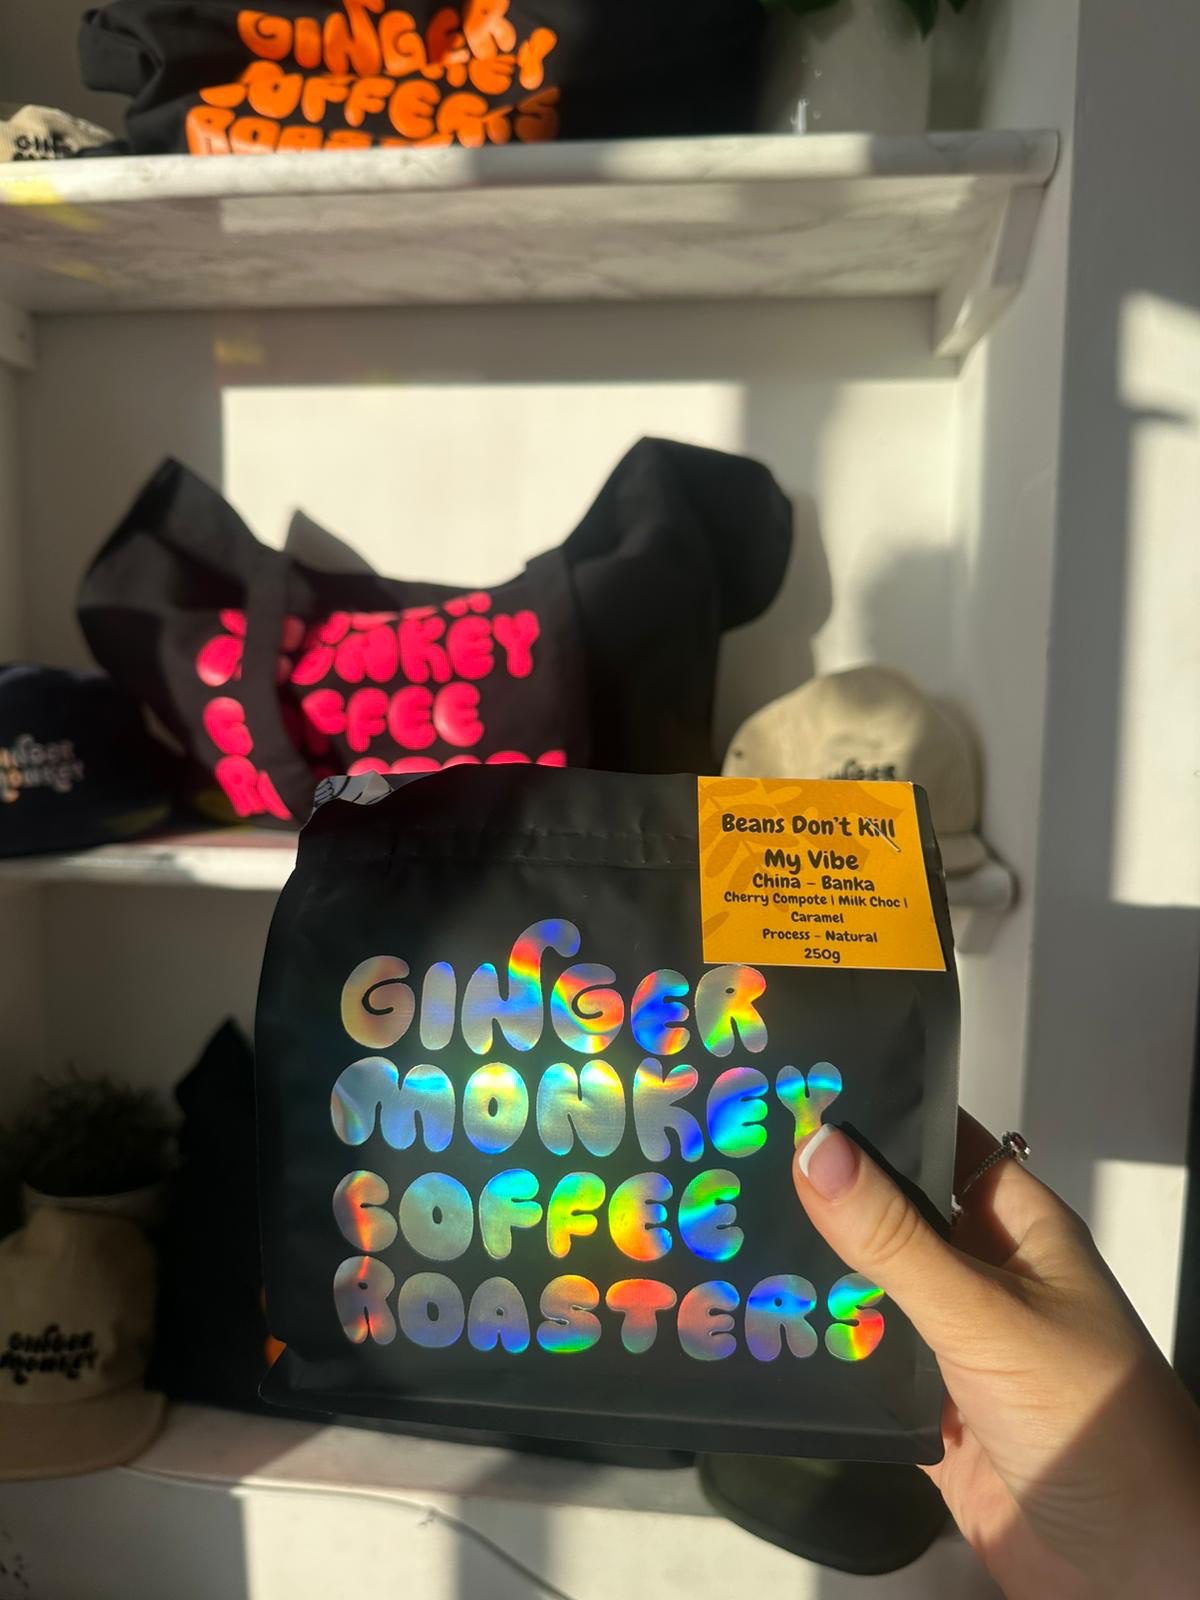 GINGER
COFFEE
GINGER
MONKEY
MONKEY
COFFEE
GINGER
Beans Don't Kill
My Vibe
China - Banka
Cherry Compote | Milk Choc |
Caramel
Process - Natural
250g
GINGER
MONKEY
COFFEE
ROASTERS
GINGER
MONKEY